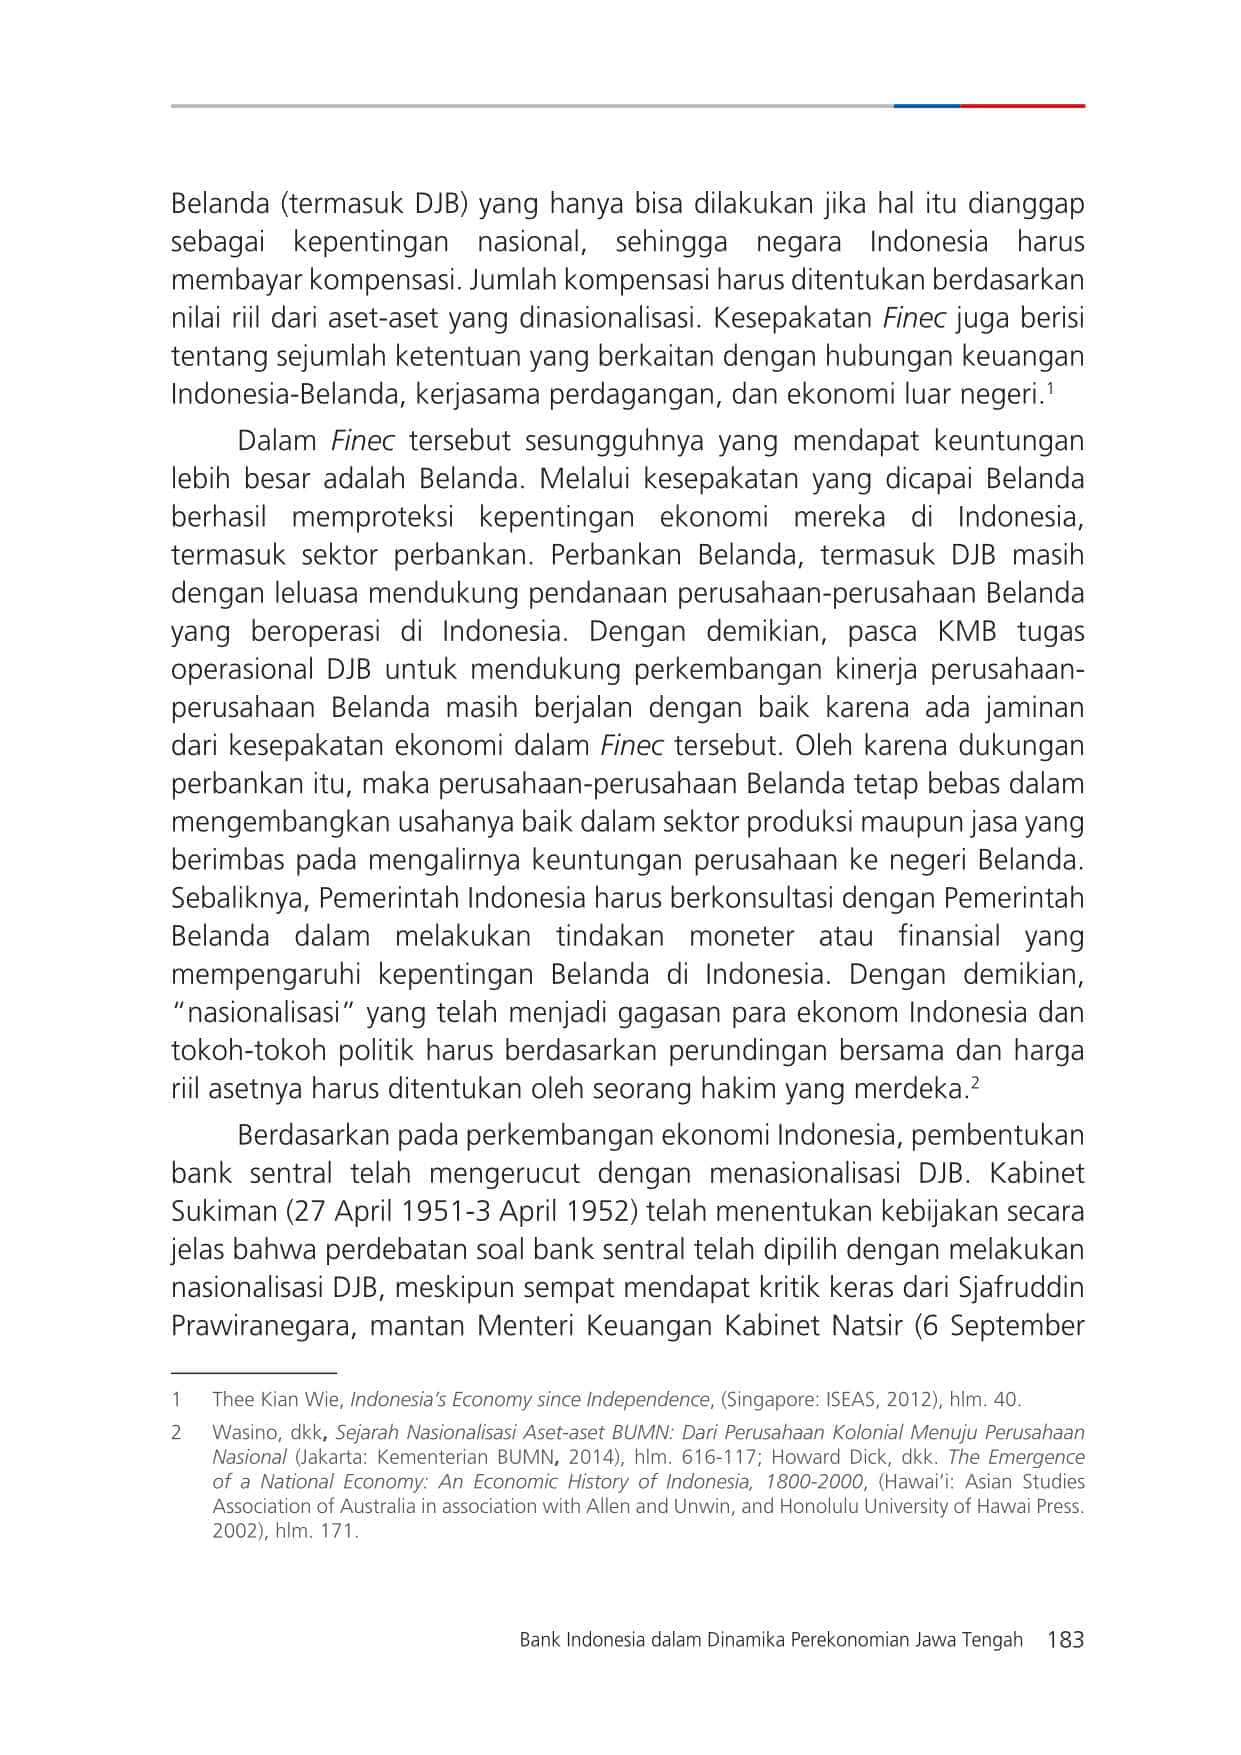 Belanda (termasuk DJB) yang hanya bisa dilakukan jika hal itu dianggap
sebagai kepentingan nasional, sehingga negara Indonesia harus
membayar kompensasi. Jumlah kompensasi harus ditentukan berdasarkan
nilai riil dari aset-aset yang dinasionalisasi. Kesepakatan Finec juga berisi
tentang sejumlah ketentuan yang berkaitan dengan hubungan keuangan
Indonesia-Belanda, kerjasama perdagangan, dan ekonomi luar negeri.¹
Dalam Finec tersebut sesungguhnya yang mendapat keuntungan
lebih besar adalah Belanda. Melalui kesepakatan yang dicapai Belanda
berhasil memproteksi kepentingan ekonomi mereka di Indonesia,
termasuk sektor perbankan. Perbankan Belanda, termasuk DJB masih
dengan leluasa mendukung pendanaan perusahaan-perusahaan Belanda
yang beroperasi di Indonesia. Dengan demikian, pasca KMB tugas
operasional DJB untuk mendukung perkembangan kinerja perusahaan-
perusahaan Belanda masih berjalan dengan baik karena ada jaminan
dari kesepakatan ekonomi dalam Finec tersebut. Oleh karena dukungan
perbankan itu, maka perusahaan-perusahaan Belanda tetap bebas dalam
mengembangkan usahanya baik dalam sektor produksi maupun jasa yang
berimbas pada mengalirnya keuntungan perusahaan ke negeri Belanda.
Sebaliknya, Pemerintah Indonesia harus berkonsultasi dengan Pemerintah
Belanda dalam melakukan tindakan moneter atau finansial yang
mempengaruhi kepentingan Belanda di Indonesia. Dengan demikian,
“nasionalisasi” yang telah menjadi gagasan para ekonom Indonesia dan
tokoh-tokoh politik harus berdasarkan perundingan bersama dan harga
riil asetnya harus ditentukan oleh seorang hakim yang merdeka.²
Berdasarkan pada perkembangan ekonomi Indonesia, pembentukan
bank sentral telah mengerucut dengan menasionalisasi DJB. Kabinet
Sukiman (27 April 1951-3 April 1952) telah menentukan kebijakan secara
jelas bahwa perdebatan soal bank sentral telah dipilih dengan melakukan
nasionalisasi DJB, meskipun sempat mendapat kritik keras dari Sjafruddin
Prawiranegara, mantan Menteri Keuangan Kabinet Natsir (6 September
1 Thee Kian Wie, Indonesia’s Economy since Independence, (Singapore: ISEAS, 2012), hlm. 40.
2 Wasino, dkk, Sejarah Nasionalisasi Aset-aset BUMN: Dari Perusahaan Kolonial Menuju Perusahaan
Nasional (Jakarta: Kementerian BUMN, 2014), hlm. 616-117; Howard Dick, dkk. The Emergence
of a National Economy: An Economic History of Indonesia, 1800-2000, (Hawai’i: Asian Studies
Association of Australia in association with Allen and Unwin, and Honolulu University of Hawai Press.
2002), hlm. 171.
Bank Indonesia dalam Dinamika Perekonomian Jawa Tengah 183